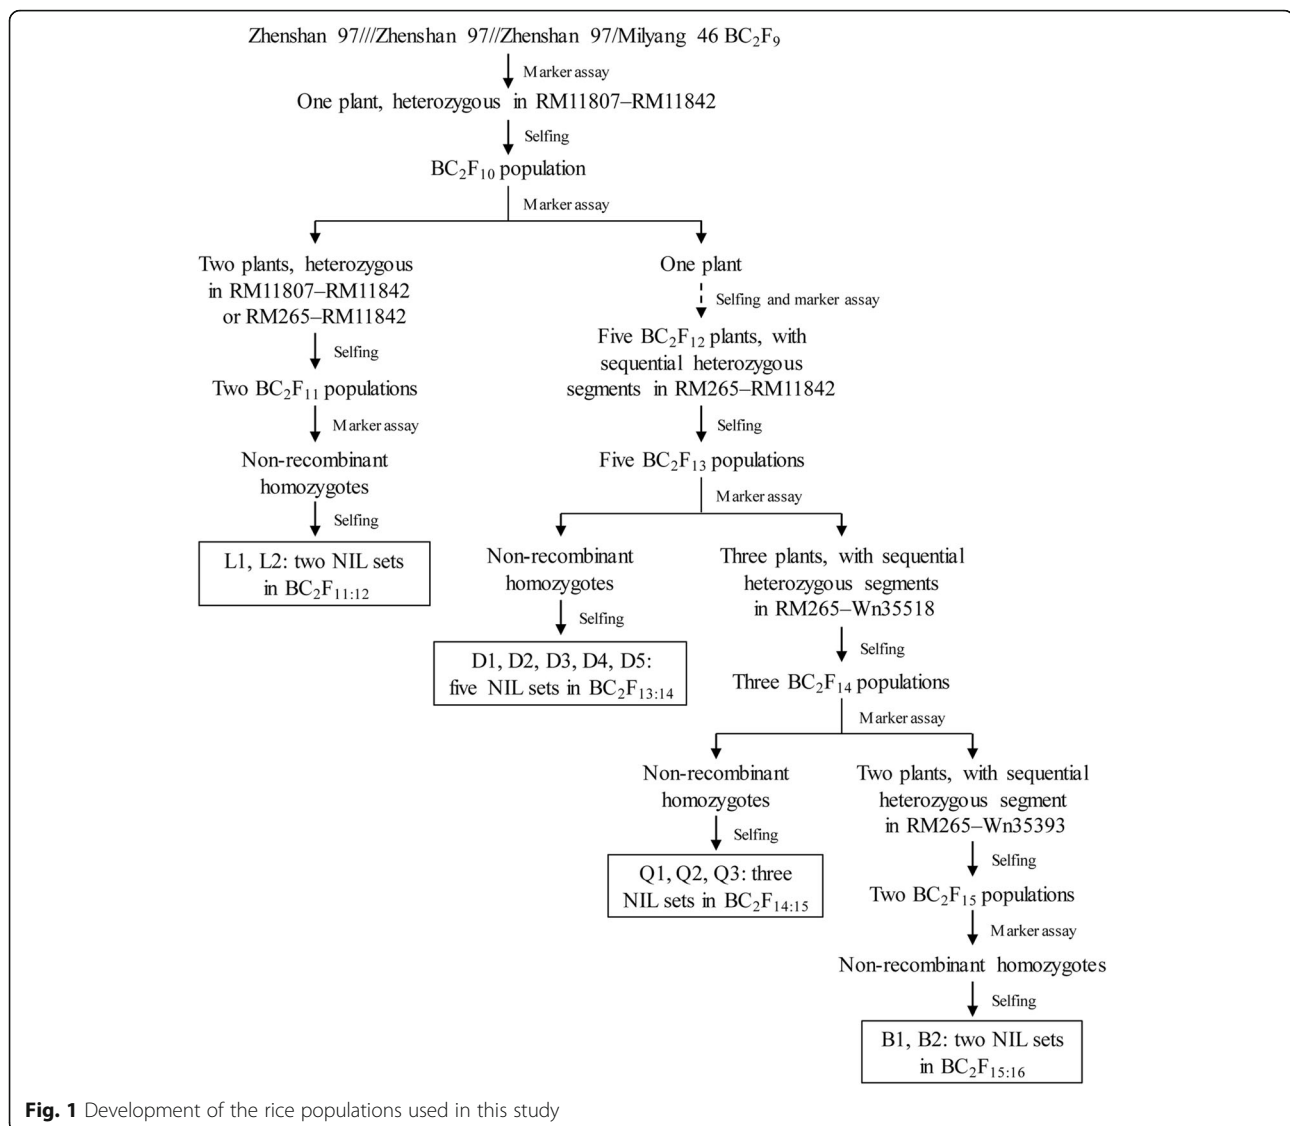 Zhenshan 97///Zhenshan 97//Zhenshan 97/Milyang 46 BC₂F₉
Marker assay
One plant, heterozygous in RM11807–RM11842
Selfing
BC₂F₁₀ population
Marker assay
Two plants, heterozygous
in RM11807–RM11842
or RM265–RM11842
Selfing
Two BC₂F₁₁ populations
Marker assay
Non-recombinant
homozygotes
Selfing
L1, L2: two NIL sets
in BC₂F₁₁:₁₂
One plant
Selfing and marker assay
Five BC₂F₁₂ plants, with
sequential heterozygous
segments in RM265–RM11842
Selfing
Five BC₂F₁₃ populations
Marker assay
Non-recombinant
homozygotes
Selfing
D1, D2, D3, D4, D5:
five NIL sets in BC₂F₁₃:₁₄
Three plants, with sequential
heterozygous segments
in RM265–Wn35518
Selfing
Three BC₂F₁₄ populations
Marker assay
Non-recombinant
homozygotes
Selfing
Q1, Q2, Q3: three
NIL sets in BC₂F₁₄:₁₅
Two plants, with sequential
heterozygous segment
in RM265–Wn35393
Selfing
Two BC₂F₁₅ populations
Marker assay
Non-recombinant homozygotes
Selfing
B1, B2: two NIL sets
in BC₂F₁₅:₁₆
Fig. 1 Development of the rice populations used in this study